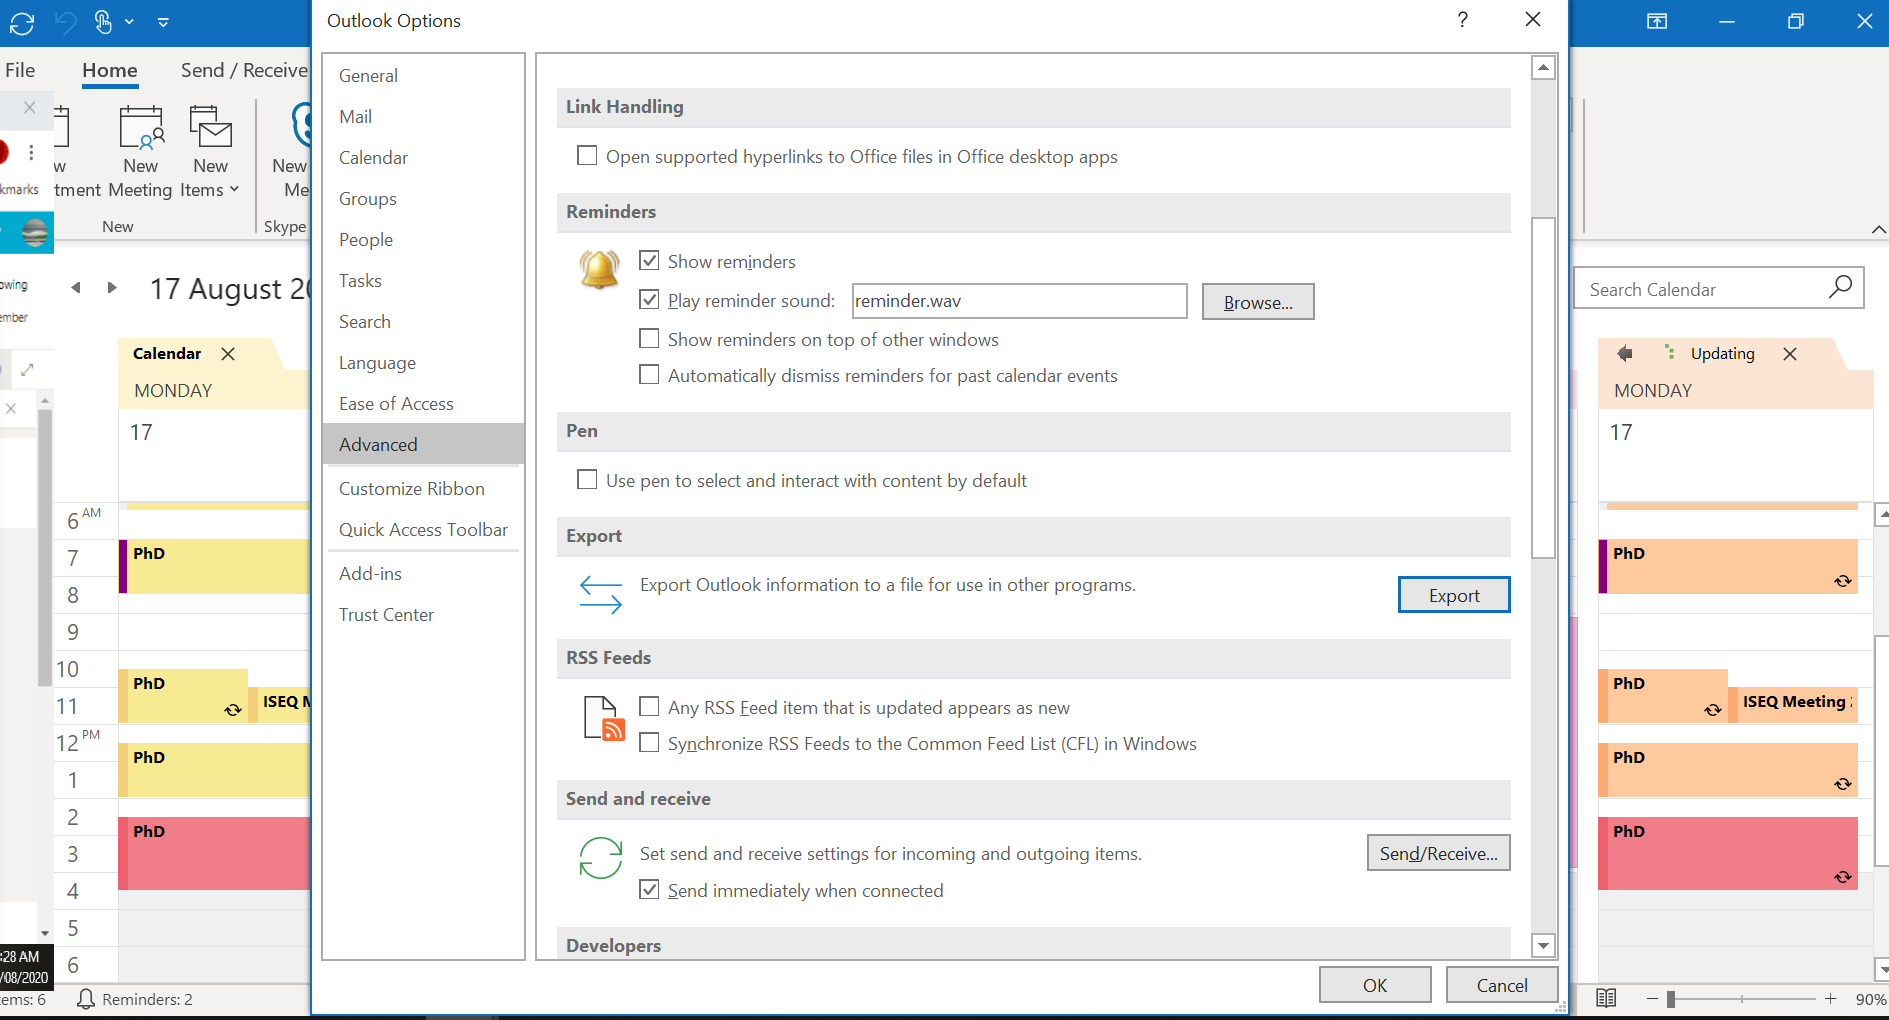 Outlook Options
?
File
Home
Send / Receive
New
Meeting
New
Items
New
Me
tment
w
kmarks
New
Skype
owing
ember
17 August 20
Calendar
MONDAY
17
6 AM
7
8
9
10
11
12 PM
1
2
3
4
5
6
PhD
PhD
ISEQ M
PhD
PhD
:28 AM
/08/2020
ems: 6
Reminders: 2
General
Mail
Calendar
Groups
People
Tasks
Search
Language
Ease of Access
Advanced
Customize Ribbon
Quick Access Toolbar
Add-ins
Trust Center
Link Handling
Open supported hyperlinks to Office files in Office desktop apps
Reminders
Show reminders
Play reminder sound: reminder.wav Browse...
Show reminders on top of other windows
Automatically dismiss reminders for past calendar events
Pen
Use pen to select and interact with content by default
Export
Export Outlook information to a file for use in other programs.
Export
RSS Feeds
Any RSS Feed item that is updated appears as new
Synchronize RSS Feeds to the Common Feed List (CFL) in Windows
Send and receive
Set send and receive settings for incoming and outgoing items.
Send/Receive...
Send immediately when connected
Developers
OK
Cancel
Search Calendar
Updating
MONDAY
17
PhD
PhD
ISEQ Meeting
PhD
PhD
90%